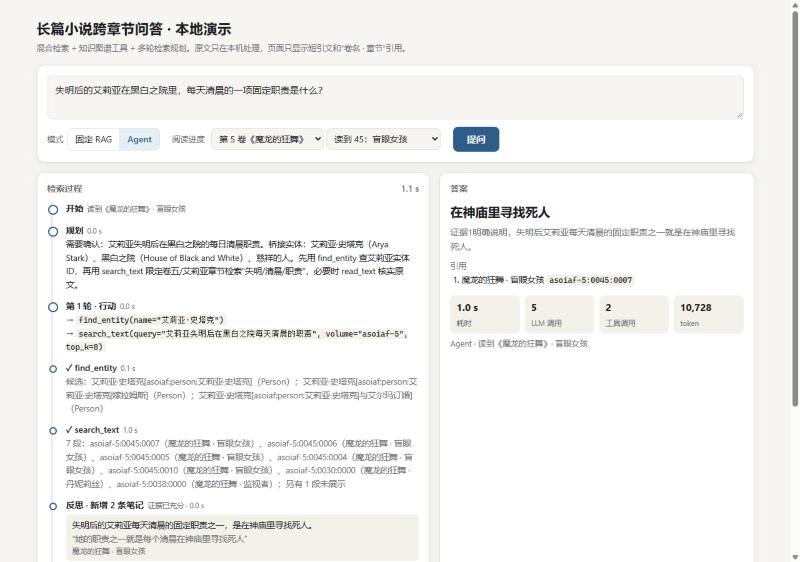 长篇小说跨章节问答 · 本地演示
混合检索 + 知识图谱工具 + 多轮检索规划。原文只在本机处理，页面只显示短引文和“卷名 · 章节”引用。
失明后的艾莉亚在黑白之院里，每天清晨的一项固定职责是什么？
模式 固定 RAG Agent 阅读进度 第 5 卷《魔龙的狂舞》 读到 45：盲眼女孩 提问
检索过程 1.1 s
开始 读到《魔龙的狂舞》· 盲眼女孩
规划 0.0 s
需要确认：艾莉亚失明后在黑白之院的每日清晨职责。桥接实体：艾莉亚·史塔克（Arya
Stark）、黑白之院（House of Black and White）、慈祥的人。先用 find_entity 查艾莉亚实体
ID，再用 search_text 限定卷五/艾莉亚章节检索“失明/清晨/职责”，必要时 read_text 核实原
文。
第 1 轮 · 行动 0.0 s
→ find_entity(name="艾莉亚·史塔克")
→ search_text(query="艾莉亚失明后在黑白之院每天清晨的职责", volume="asoiaf-5",
top_k=8)
✓ find_entity 0.1 s
候选：艾莉亚·史塔克[asoiaf:person:艾莉亚·史塔克]（Person）；艾莉亚·史塔克[asoiaf:person:艾
莉亚·史塔克|嫁拉姆斯]（Person）；艾莉亚·史塔克[asoiaf:person:艾莉亚·史塔克|与艾尔玛订婚]
（Person）
✓ search_text 1.0 s
7 段：asoiaf-5:0045:0007（魔龙的狂舞 · 盲眼女孩）、asoiaf-5:0045:0006（魔龙的狂舞 · 盲眼
女孩）、asoiaf-5:0045:0005（魔龙的狂舞 · 盲眼女孩）、asoiaf-5:0045:0004（魔龙的狂舞 · 盲
眼女孩）、asoiaf-5:0045:0010（魔龙的狂舞 · 盲眼女孩）、asoiaf-5:0030:0000（魔龙的狂舞 ·
丹妮莉丝）、asoiaf-5:0038:0000（魔龙的狂舞 · 监视者）；另有 1 段未展示
反思 · 新增 2 条笔记 证据已充分 · 0.0 s
失明后的艾莉亚每天清晨的固定职责之一，是在神庙里寻找死人。
“她的职责之一就是每个清晨在神庙里寻找死人”
魔龙的狂舞 · 盲眼女孩
答案
在神庙里寻找死人
证据1明确说明，失明后艾莉亚每天清晨的固定职责之一就是在神庙里寻找
死人。
引用
1. 魔龙的狂舞 · 盲眼女孩 asoiaf-5:0045:0007
1.0 s 5 2 10,728
耗时 LLM 调用 工具调用 token
Agent · 读到《魔龙的狂舞》· 盲眼女孩